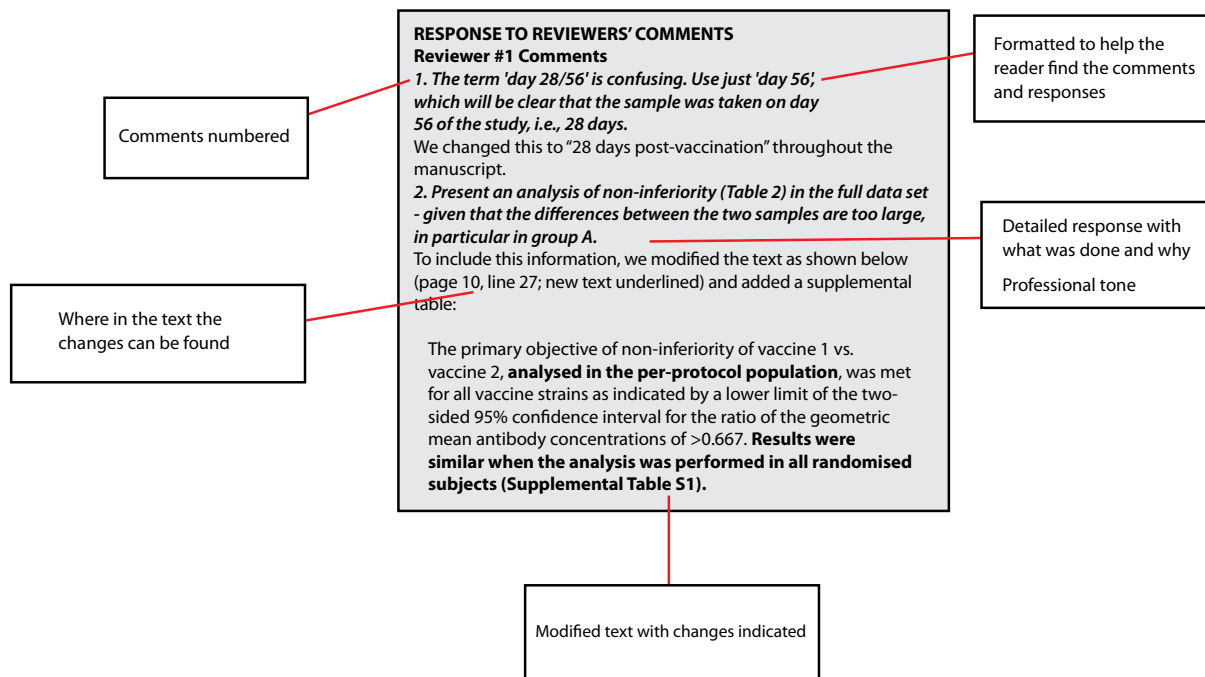 RESPONSE TO REVIEWERS' COMMENTS
Reviewer #1 Comments
1. The term 'day 28/56' is confusing. Use just 'day 56',
which will be clear that the sample was taken on day
56 of the study, i.e., 28 days.
We changed this to “28 days post-vaccination” throughout the
manuscript.
2. Present an analysis of non-inferiority (Table 2) in the full data set
- given that the differences between the two samples are too large,
in particular in group A.
To include this information, we modified the text as shown below
(page 10, line 27; new text underlined) and added a supplemental
table:
The primary objective of non-inferiority of vaccine 1 vs.
vaccine 2, analysed in the per-protocol population, was met
for all vaccine strains as indicated by a lower limit of the two-
sided 95% confidence interval for the ratio of the geometric
mean antibody concentrations of >0.667. Results were
similar when the analysis was performed in all randomised
subjects (Supplemental Table S1).
Comments numbered
Where in the text the
changes can be found
Formatted to help the
reader find the comments
and responses
Detailed response with
what was done and why
Professional tone
Modified text with changes indicated